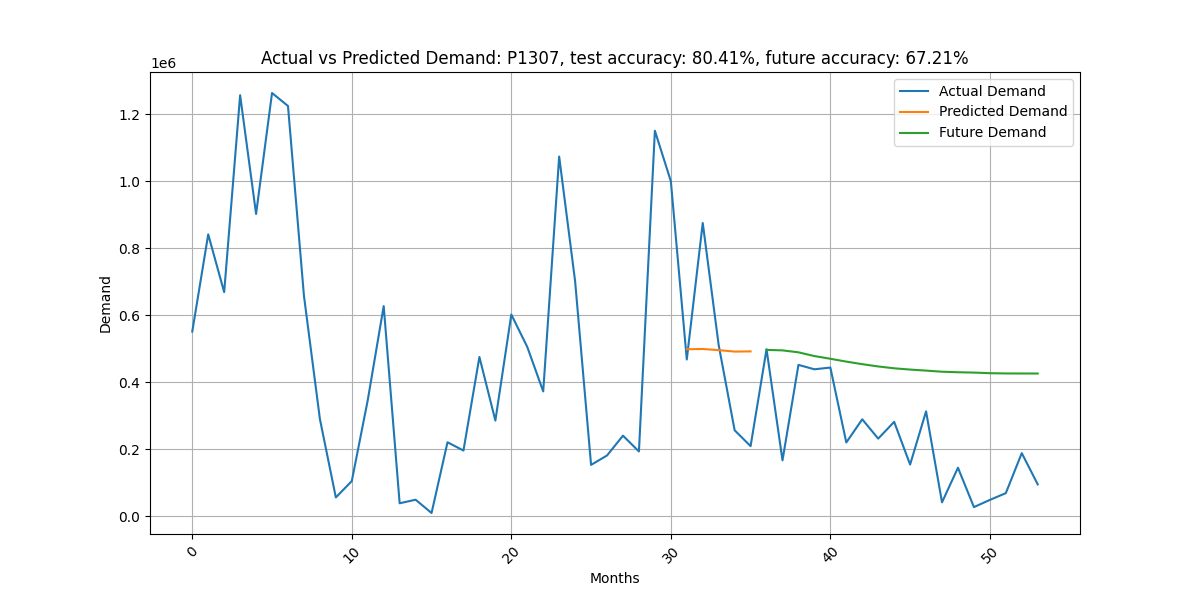 Actual vs Predicted Demand: P1307, test accuracy: 80.41%, future accuracy: 67.21%
1e6
Actual Demand
Predicted Demand
Future Demand
1.2
1.0
0.8
0.6
0.4
0.2
0.0
Demand
0 10 20 30 40 50
Months